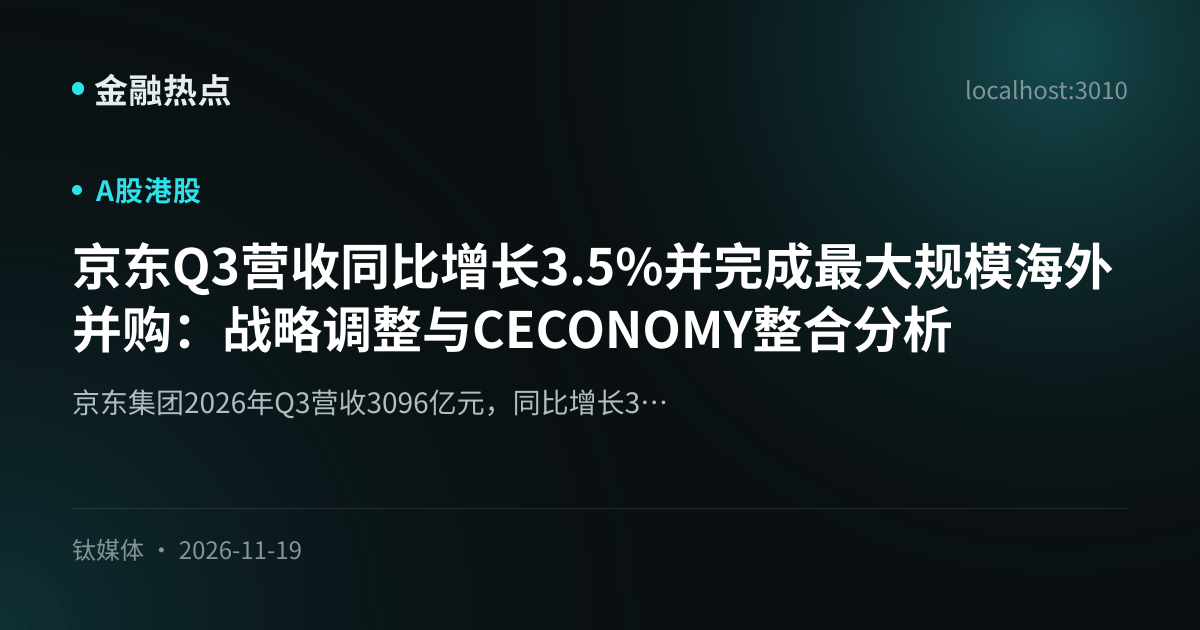 金融热点
localhost:3010
A股港股
京东Q3营收同比增长3.5%并完成最大规模海外
并购：战略调整与CECONOMY整合分析
京东集团2026年Q3营收3096亿元，同比增长3…
钛媒体 · 2026-11-19